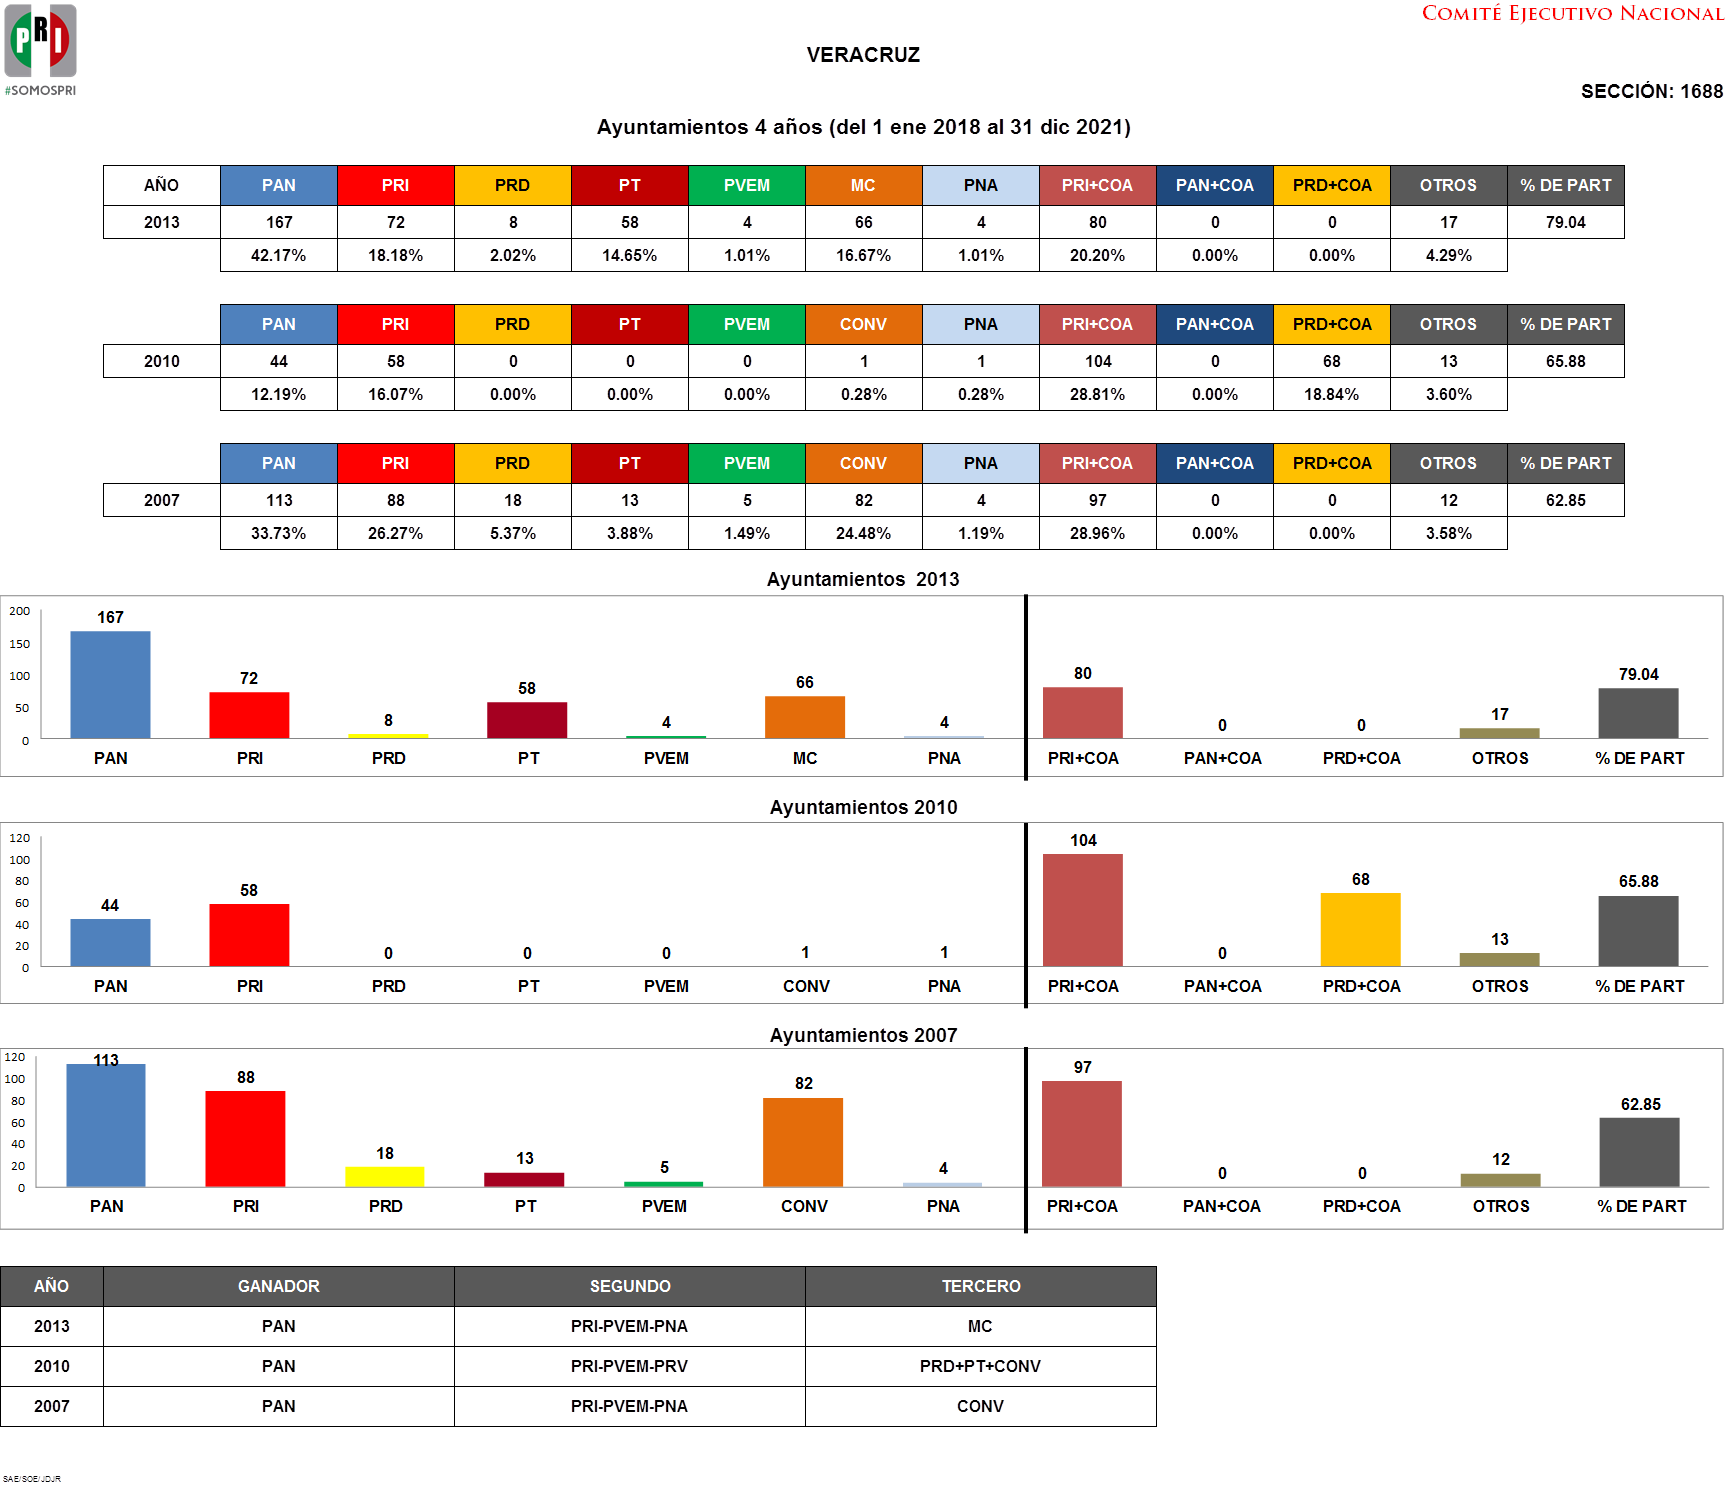 COMITÉ EJECUTIVO NACIONAL
PRI
#SOMOSPRI
VERACRUZ
SECCIÓN: 1688
Ayuntamientos 4 años (del 1 ene 2018 al 31 dic 2021)
AÑO PAN PRI PRD PT PVEM MC PNA PRI+COA PAN+COA PRD+COA OTROS % DE PART
2013 167 72 8 58 4 66 4 80 0 0 17 79.04
42.17% 18.18% 2.02% 14.65% 1.01% 16.67% 1.01% 20.20% 0.00% 0.00% 4.29%
PAN PRI PRD PT PVEM CONV PNA PRI+COA PAN+COA PRD+COA OTROS % DE PART
2010 44 58 0 0 0 1 1 104 0 68 13 65.88
12.19% 16.07% 0.00% 0.00% 0.00% 0.28% 0.28% 28.81% 0.00% 18.84% 3.60%
PAN PRI PRD PT PVEM CONV PNA PRI+COA PAN+COA PRD+COA OTROS % DE PART
2007 113 88 18 13 5 82 4 97 0 0 12 62.85
33.73% 26.27% 5.37% 3.88% 1.49% 24.48% 1.19% 28.96% 0.00% 0.00% 3.58%
Ayuntamientos 2013
200
150
100
50
0
167 72 8 58 4 66 4 80 0 0 17 79.04
PAN PRI PRD PT PVEM MC PNA PRI+COA PAN+COA PRD+COA OTROS % DE PART
Ayuntamientos 2010
120
100
80
60
40
20
0
44 58 0 0 0 1 1 104 0 68 13 65.88
PAN PRI PRD PT PVEM CONV PNA PRI+COA PAN+COA PRD+COA OTROS % DE PART
Ayuntamientos 2007
120
100
80
60
40
20
0
113 88 18 13 5 82 4 97 0 0 12 62.85
PAN PRI PRD PT PVEM CONV PNA PRI+COA PAN+COA PRD+COA OTROS % DE PART
AÑO GANADOR SEGUNDO TERCERO
2013 PAN PRI-PVEM-PNA MC
2010 PAN PRI-PVEM-PRV PRD+PT+CONV
2007 PAN PRI-PVEM-PNA CONV
SAE/SOE/JDJR